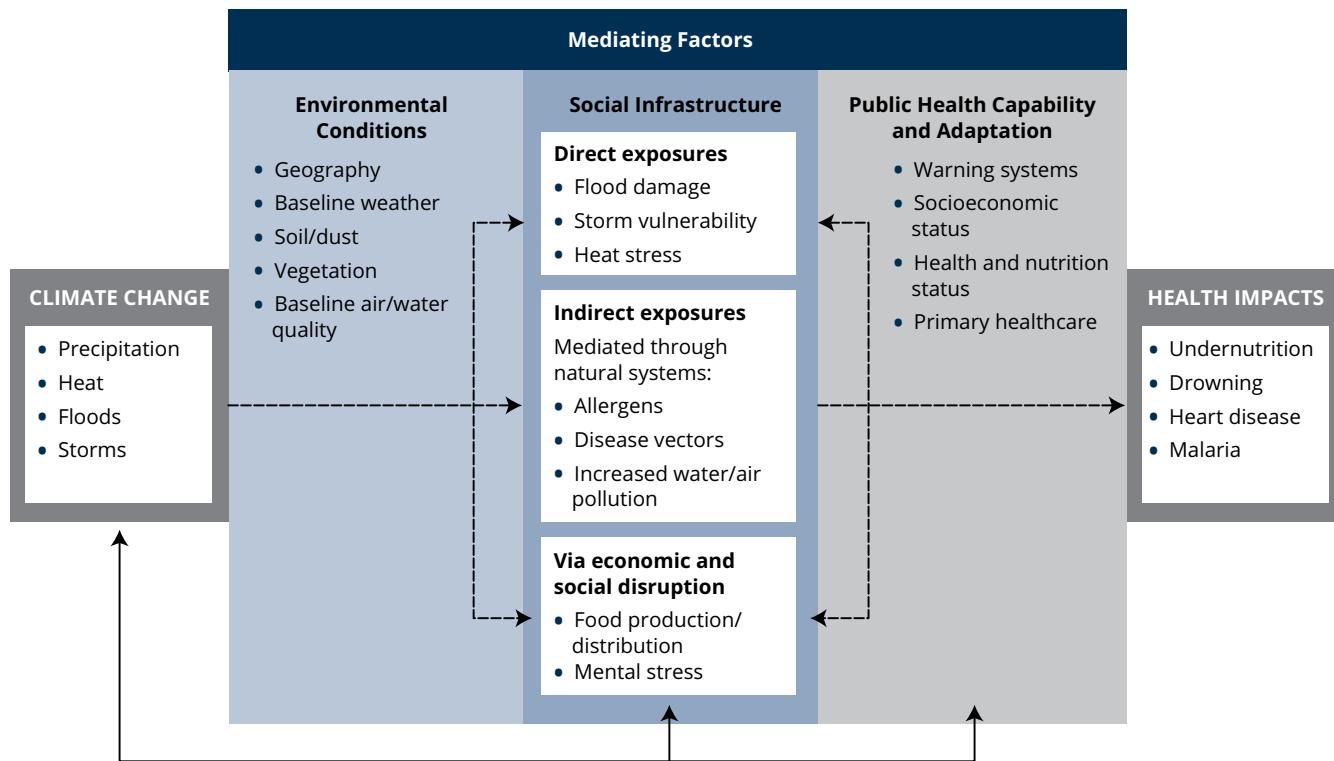 Mediating Factors
CLIMATE CHANGE
• Precipitation
• Heat
• Floods
• Storms
Environmental
Conditions
• Geography
• Baseline weather
• Soil/dust
• Vegetation
• Baseline air/water
quality
Social Infrastructure
Direct exposures
• Flood damage
• Storm vulnerability
• Heat stress
Indirect exposures
Mediated through
natural systems:
• Allergens
• Disease vectors
• Increased water/air
pollution
Via economic and
social disruption
• Food production/
distribution
• Mental stress
Public Health Capability
and Adaptation
• Warning systems
• Socioeconomic
status
• Health and nutrition
status
• Primary healthcare
HEALTH IMPACTS
• Undernutrition
• Drowning
• Heart disease
• Malaria